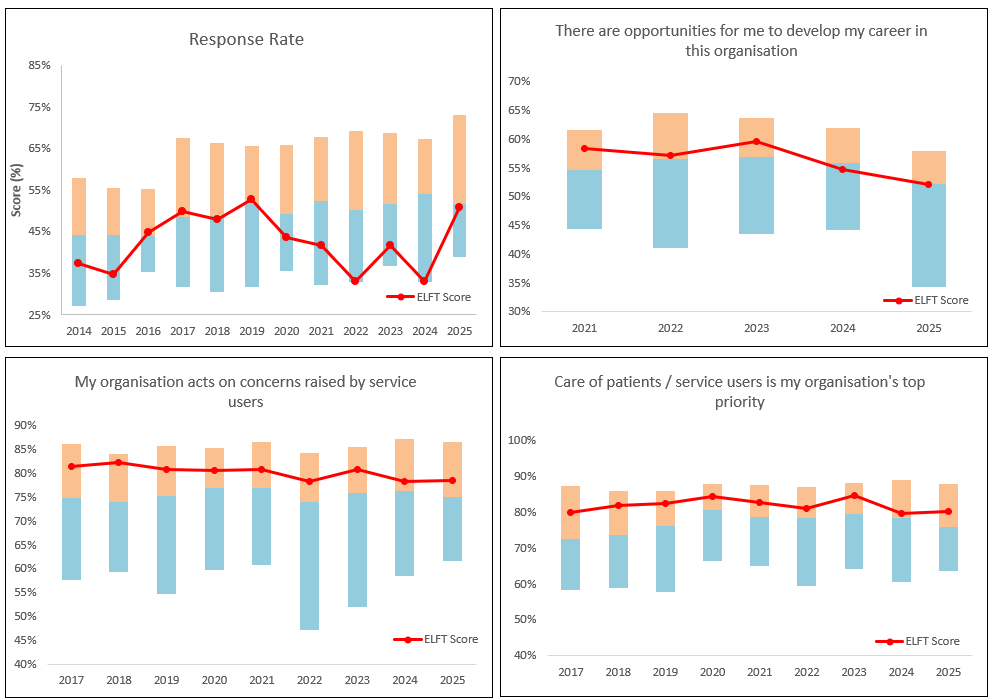 Response Rate
85%
75%
65%
55%
45%
35%
25%
Score (%)
ELFT Score
2014 2015 2016 2017 2018 2019 2020 2021 2022 2023 2024 2025
There are opportunities for me to develop my career in
this organisation
70%
65%
60%
55%
50%
45%
40%
35%
30%
ELFT Score
2021 2022 2023 2024 2025
My organisation acts on concerns raised by service
users
90%
85%
80%
75%
70%
65%
60%
55%
50%
45%
40%
ELFT Score
2017 2018 2019 2020 2021 2022 2023 2024 2025
Care of patients / service users is my organisation's top
priority
100%
90%
80%
70%
60%
50%
40%
ELFT Score
2017 2018 2019 2020 2021 2022 2023 2024 2025